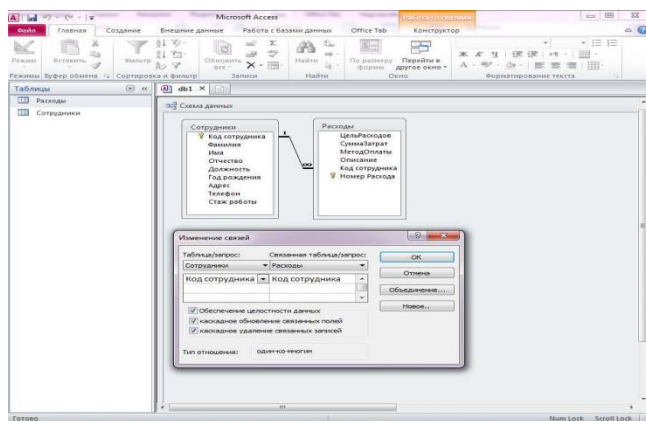 Microsoft Access
Работа со связями
Файл Главная Создание Внешние данные Работа с базами данных Office Tab Конструктор
Режим Вставить Фильтр Обновить все Найти По размеру формы Перейти в другое окно
Режимы Буфер обмена Сортировка и фильтр Записи Найти Окно Форматирование текста
Таблицы
db1
Расходы
Сотрудники
Схема данных
Сотрудники
Код сотрудника
Фамилия
Имя
Отчество
Должность
Год рождения
Адрес
Телефон
Стаж работы
1
∞
Расходы
ЦельРасходов
СуммаЗатрат
МетодОплаты
Описание
Код сотрудника
Номер Расхода
Изменение связей
Таблица/запрос: Связанная таблица/запрос:
Сотрудники Расходы
Код сотрудника Код сотрудника
Обеспечение целостности данных
каскадное обновление связанных полей
каскадное удаление связанных записей
Тип отношения: один-ко-многим
ОК
Отмена
Объединение...
Новое...
Готово Num Lock Scroll Lock